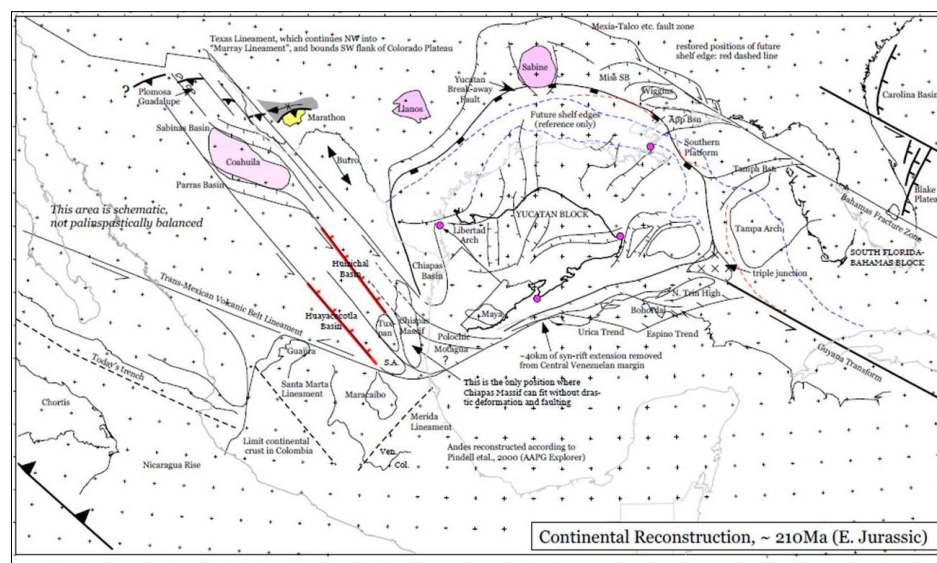 Texas Lineament, which continues NW into
"Murray Lineament", and bounds SW flank of Colorado Plateau
Mexia-Talco etc. fault zone
restored positions of future
shelf edge: red dashed line
Sabine
Miss SB
Wiggins
Carolina Basin
?
Plomosa
Guadalupe
Yucatan
Break-away
Fault
Llanos
Marathon
Future shelf edges
(reference only)
App Bsn
Southern
Platform
Sabinas Basin
Coahuila
Burro
Tampa Bsn
Blake
Plateau
Parras Basin
Bahamas Fracture Zone
This area is schematic,
not palinspastically balanced
YUCATAN BLOCK
Libertad
Arch
Tampa Arch
SOUTH FLORIDA-
BAHAMAS BLOCK
Chiapas
Basin
triple junction
Trans-Mexican Volcanic Belt Lineament
Huayacocotla
Basin
Tux-
pan
Chiapas
Massif
Maya
N. Trin High
Urica Trend
Espino Trend
Polochic
Motagua
Guyana Transform
Guajira
S.A.
?
~40km of syn-rift extension removed
from Central Venezuelan margin
Today's trench
Santa Marta
Lineament
Maracaibo
This is the only position where
Chiapas Massif can fit without dras-
tic deformation and faulting
Chortis
Merida
Lineament
Limit continental
crust in Colombia
Ven.
Col.
Andes reconstructed according to
Pindell etal., 2000 (AAPG Explorer)
Nicaragua Rise
Continental Reconstruction, ~ 210Ma (E. Jurassic)